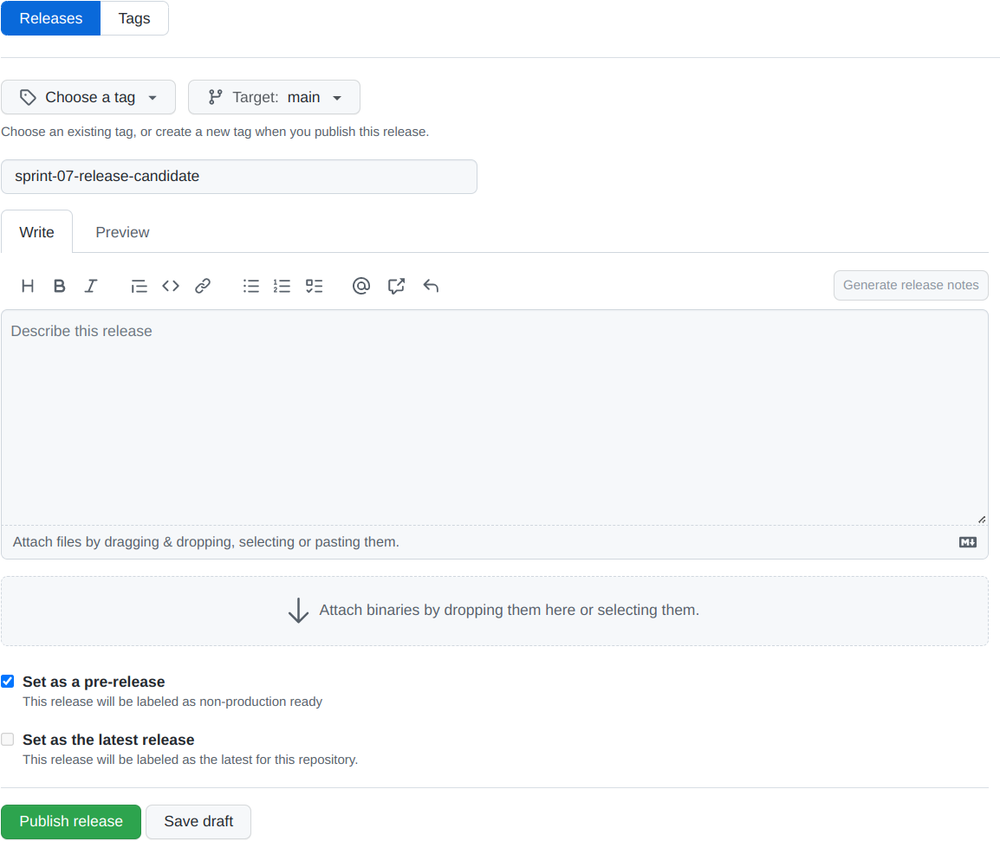 Releases Tags
Choose a tag Target: main
Choose an existing tag, or create a new tag when you publish this release.
sprint-07-release-candidate
Write Preview
Generate release notes
Describe this release
Attach files by dragging & dropping, selecting or pasting them.
Attach binaries by dropping them here or selecting them.
Set as a pre-release
This release will be labeled as non-production ready
Set as the latest release
This release will be labeled as the latest for this repository.
Publish release Save draft